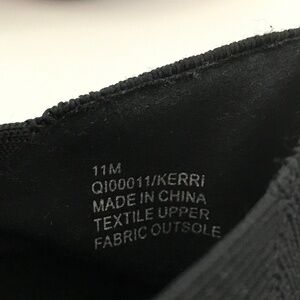 11M
QI00011/KERRI
MADE IN CHINA
TEXTILE UPPER
FABRIC OUTSOLE